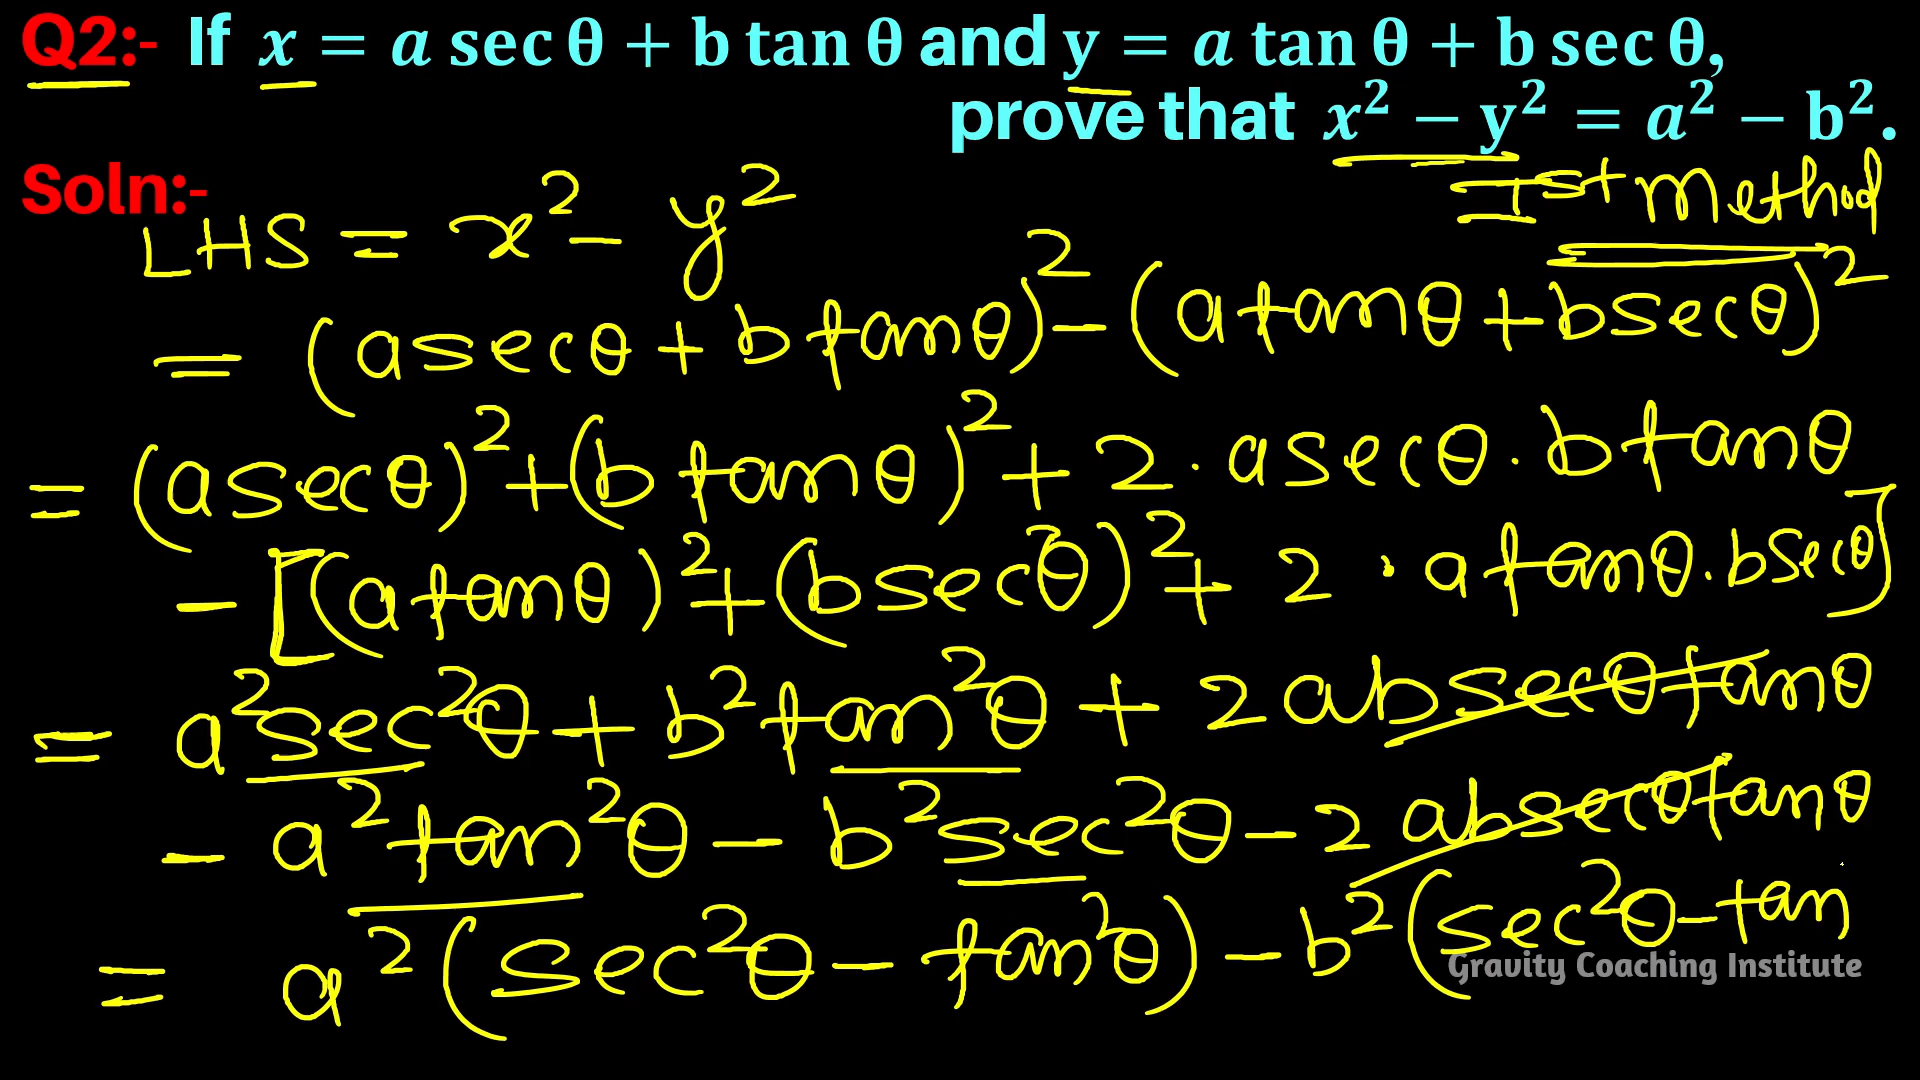 Q2:- If x = a sec θ + b tan θ and y = a tan θ + b sec θ,
prove that x² − y² = a² − b².
Soln:-
Ist Method
LHS = x² − y²
= (a secθ + b tanθ)² − (a tanθ + b secθ)²
= (a secθ)² + (b tanθ)² + 2 · a secθ · b tanθ
− [(a tanθ)² + (b secθ)² + 2 · a tanθ · b secθ]
= a² sec²θ + b² tan²θ + 2 ab secθ tanθ
− a² tan²θ − b² sec²θ − 2 ab secθ tanθ
= a² (sec²θ − tan²θ) − b² (sec²θ − tan
Gravity Coaching Institute